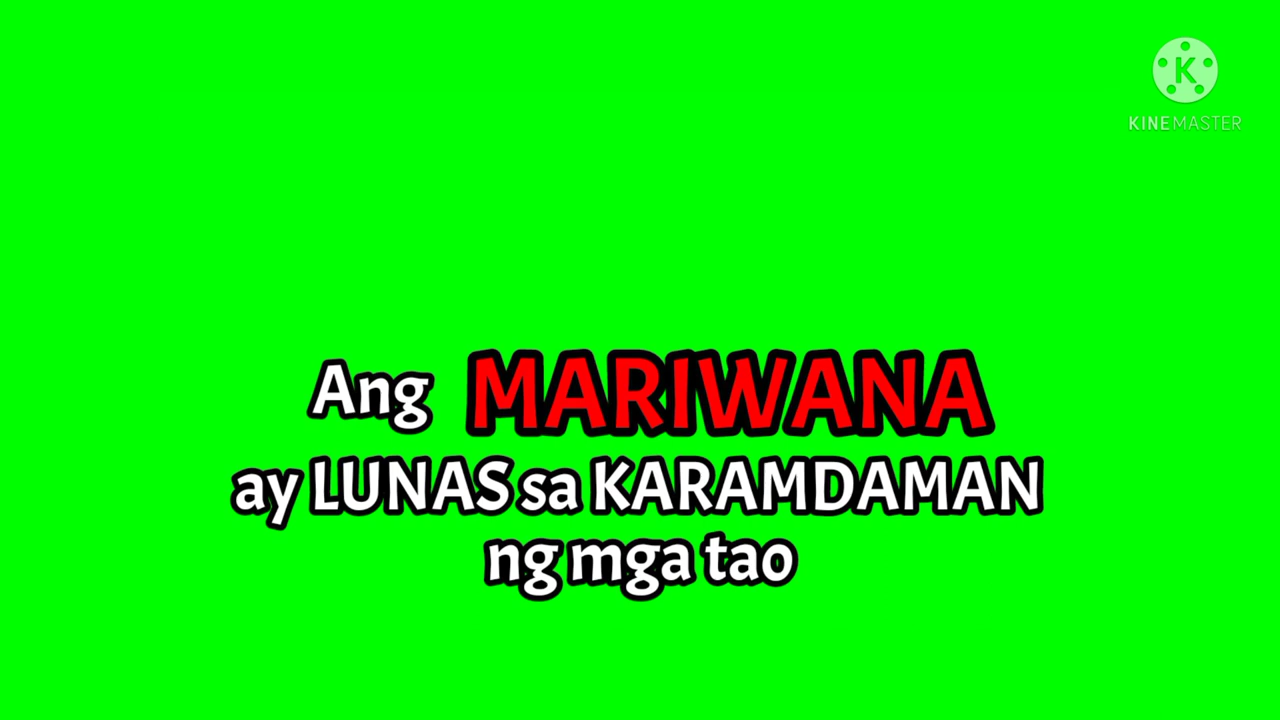 K
KINEMASTER
Ang MARIWANA
ay LUNAS sa KARAMDAMAN
ng mga tao